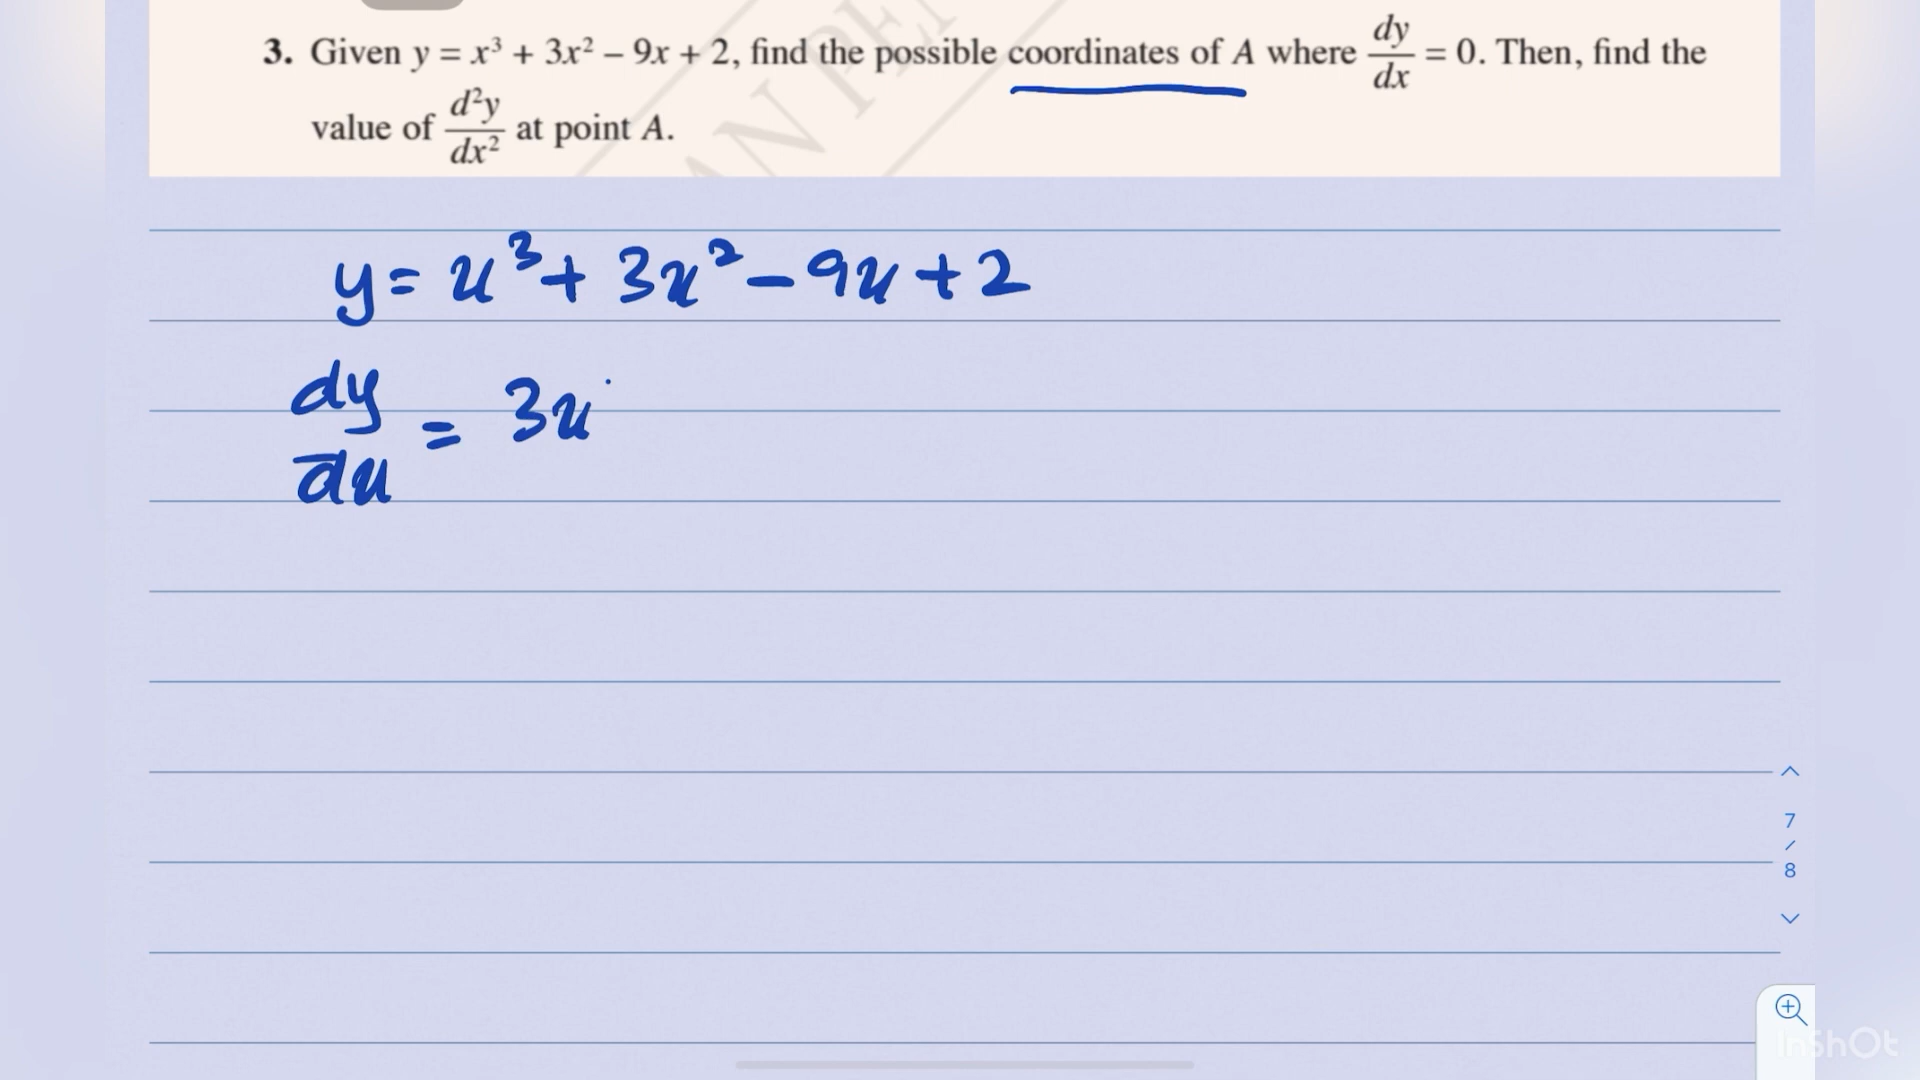 3. Given y = x³ + 3x² – 9x + 2, find the possible coordinates of A where dy/dx = 0. Then, find the
value of d²y/dx² at point A.
y = x³ + 3x² – 9x + 2
dy/dx = 3x
7
/
8
InShOt